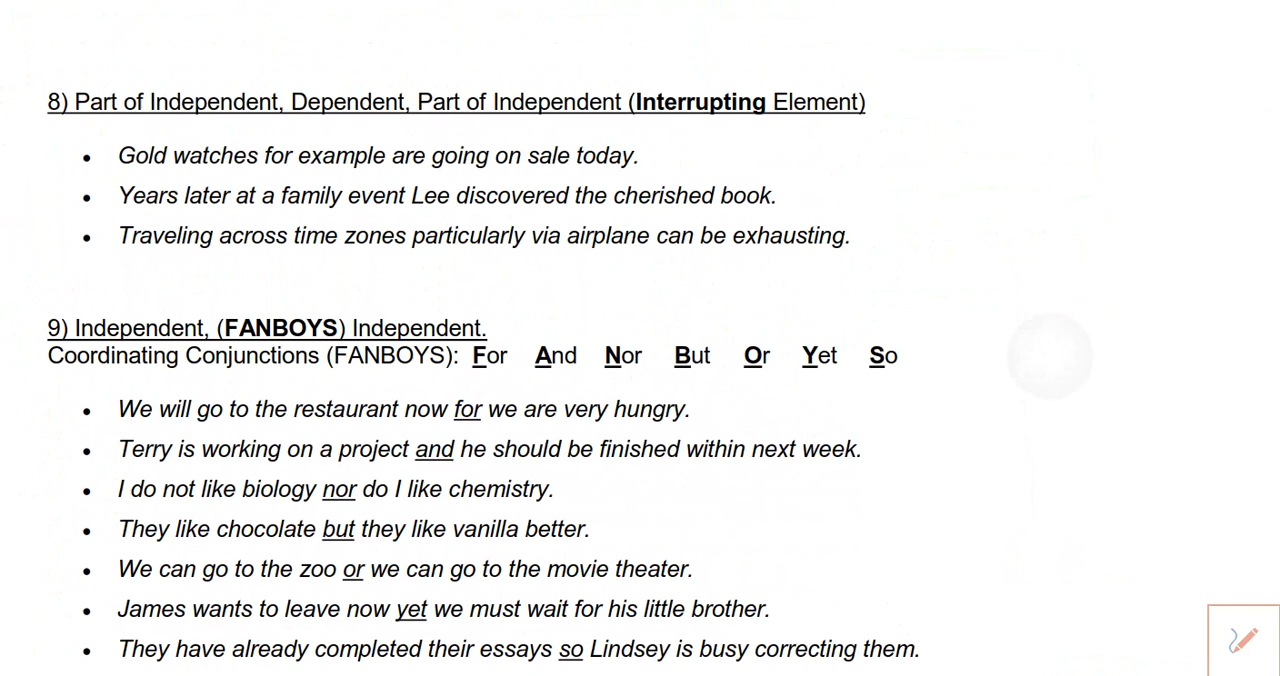 8) Part of Independent, Dependent, Part of Independent (Interrupting Element)
• Gold watches for example are going on sale today.
• Years later at a family event Lee discovered the cherished book.
• Traveling across time zones particularly via airplane can be exhausting.
9) Independent, (FANBOYS) Independent.
Coordinating Conjunctions (FANBOYS): For And Nor But Or Yet So
• We will go to the restaurant now for we are very hungry.
• Terry is working on a project and he should be finished within next week.
• I do not like biology nor do I like chemistry.
• They like chocolate but they like vanilla better.
• We can go to the zoo or we can go to the movie theater.
• James wants to leave now yet we must wait for his little brother.
• They have already completed their essays so Lindsey is busy correcting them.